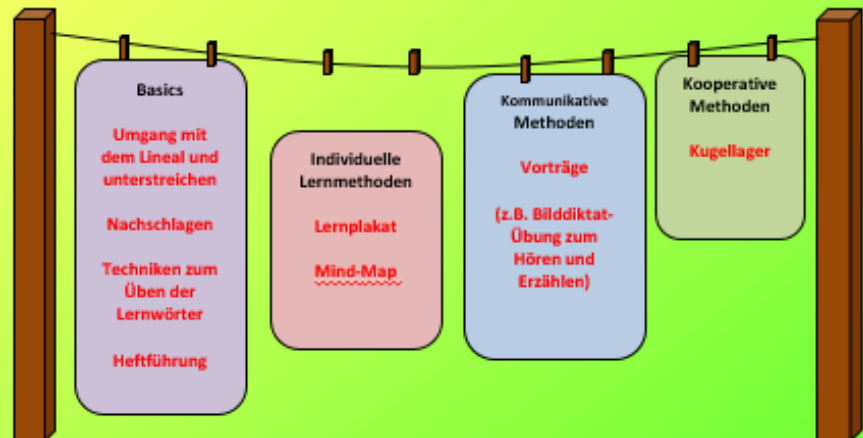 Basics
Umgang mit
dem Lineal und
unterstreichen
Nachschlagen
Techniken zum
Üben der
Lernwörter
Heftführung
Individuelle
Lernmethoden
Lernplakat
Mind-Map
Kommunikative
Methoden
Vorträge
(z.B. Bilddiktat-
Übung zum
Hören und
Erzählen)
Kooperative
Methoden
Kugellager